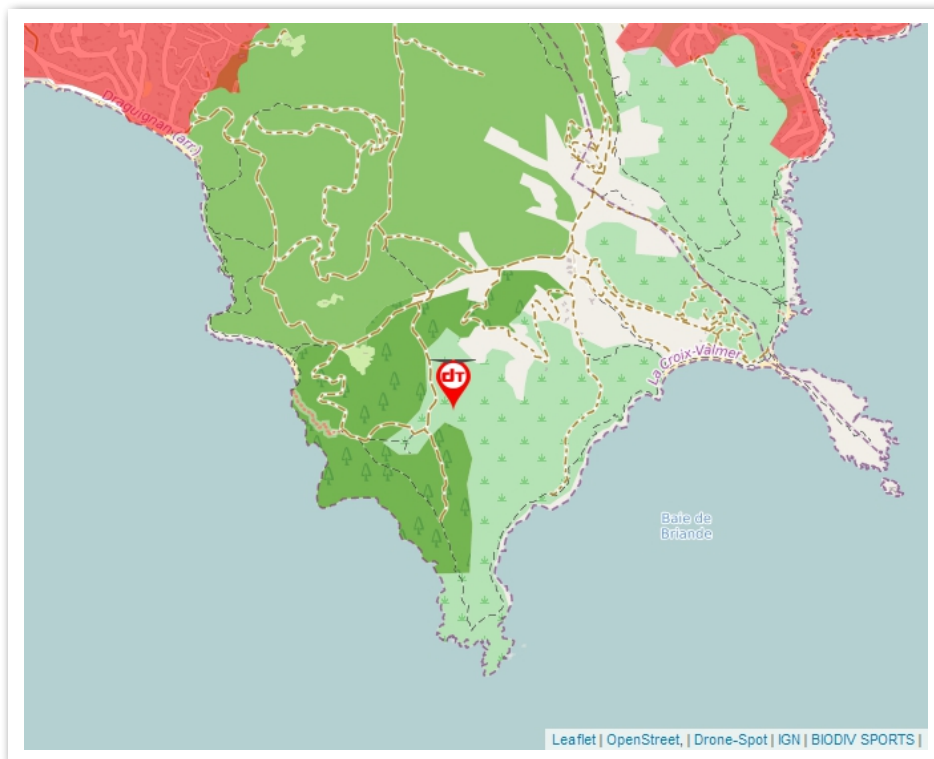 Draguignan (arr.)
La Croix-Valmer
dT
Baie de
Briande
Leaflet | OpenStreet, | Drone-Spot | IGN | BIODIV SPORTS |